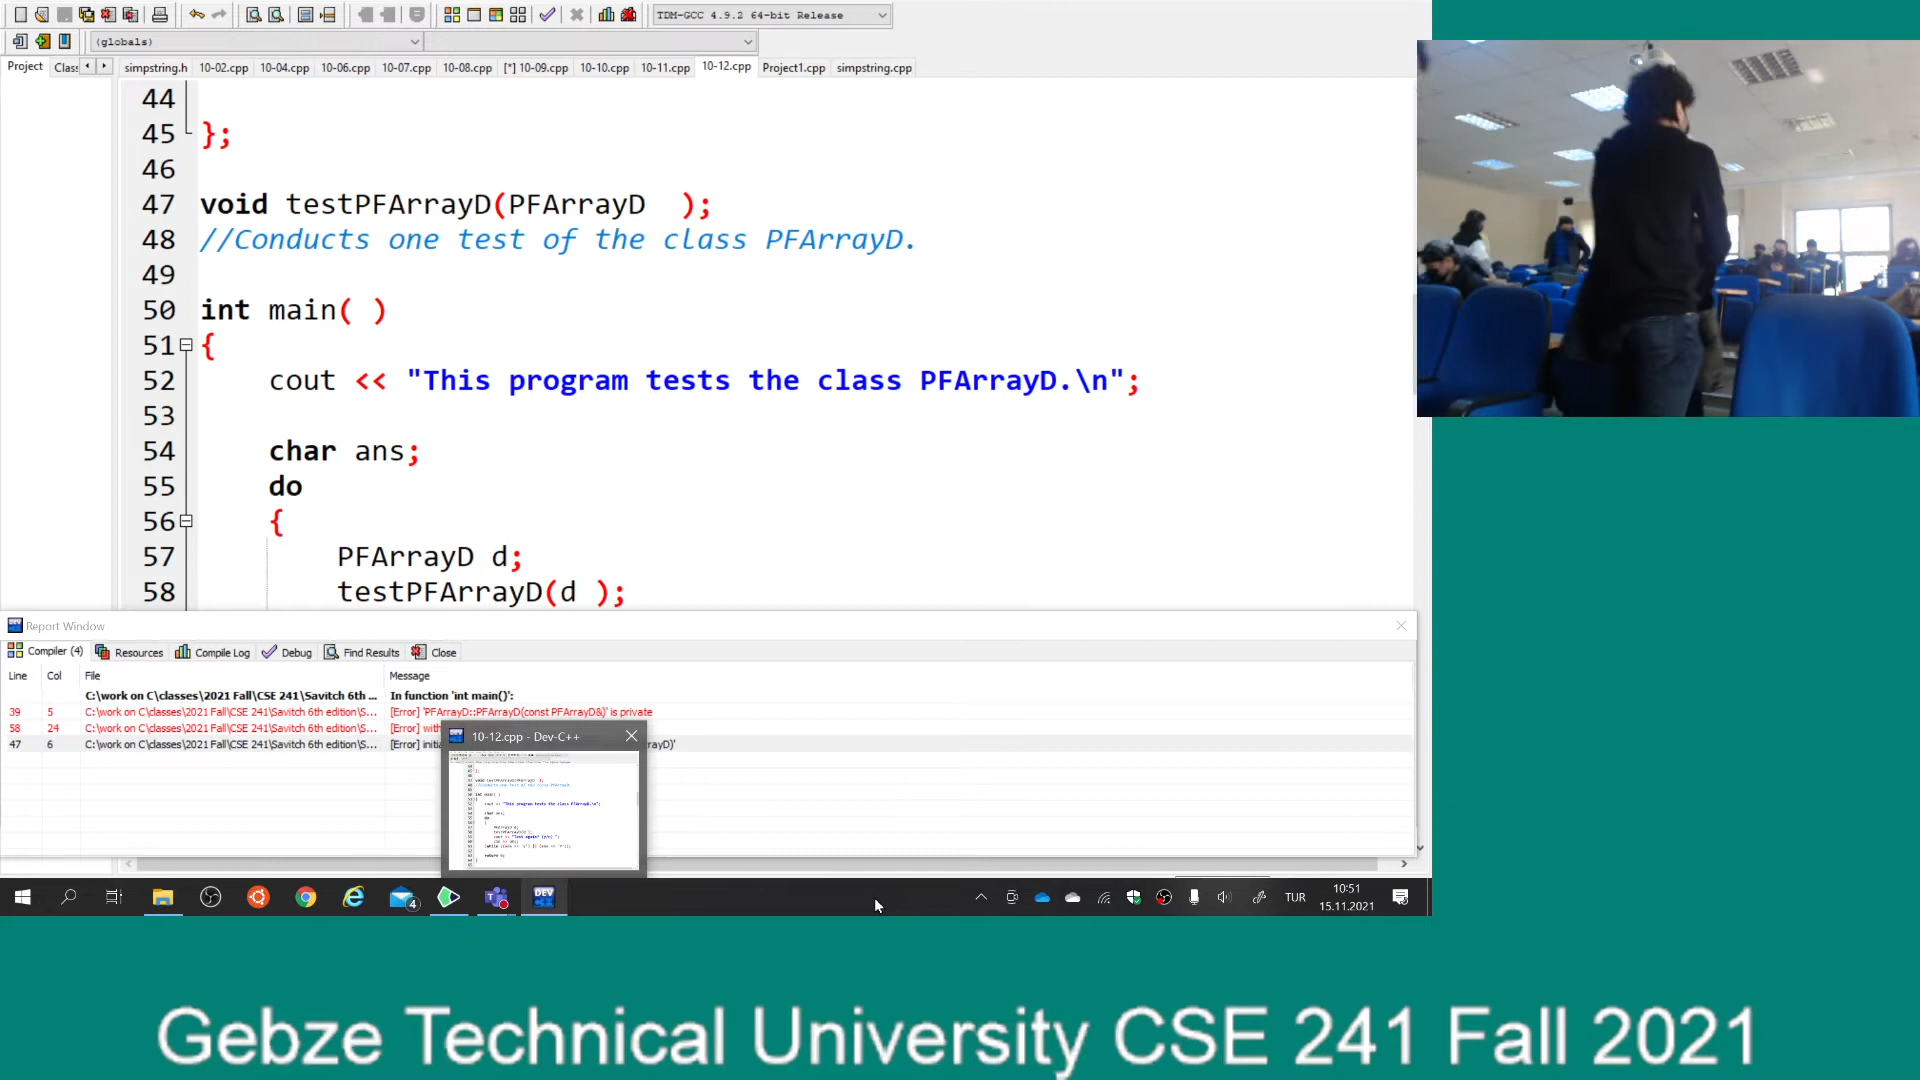 TDM-GCC 4.9.2 64-bit Release
(globals)
Project Clas simpstring.h 10-02.cpp 10-04.cpp 10-06.cpp 10-07.cpp 10-08.cpp [*] 10-09.cpp 10-10.cpp 10-11.cpp 10-12.cpp Project1.cpp simpstring.cpp
44
45 };
46
47 void testPFArrayD(PFArrayD );
48 //Conducts one test of the class PFArrayD.
49
50 int main( )
51 {
52 cout << "This program tests the class PFArrayD.\n";
53
54 char ans;
55 do
56 {
57 PFArrayD d;
58 testPFArrayD(d );
Report Window
Compiler (4) Resources Compile Log Debug Find Results Close
Line Col File Message
C:\work on C\classes\2021 Fall\CSE 241\Savitch 6th ... In function 'int main()':
39 5 C:\work on C\classes\2021 Fall\CSE 241\Savitch 6th edition\S... [Error] 'PFArrayD::PFArrayD(const PFArrayD&)' is private
58 24 C:\work on C\classes\2021 Fall\CSE 241\Savitch 6th edition\S... [Error] with
47 6 C:\work on C\classes\2021 Fall\CSE 241\Savitch 6th edition\S... [Error] initia rayD)'
10-12.cpp - Dev-C++
4
DEV
TUR
10:51
15.11.2021
Gebze Technical University CSE 241 Fall 2021